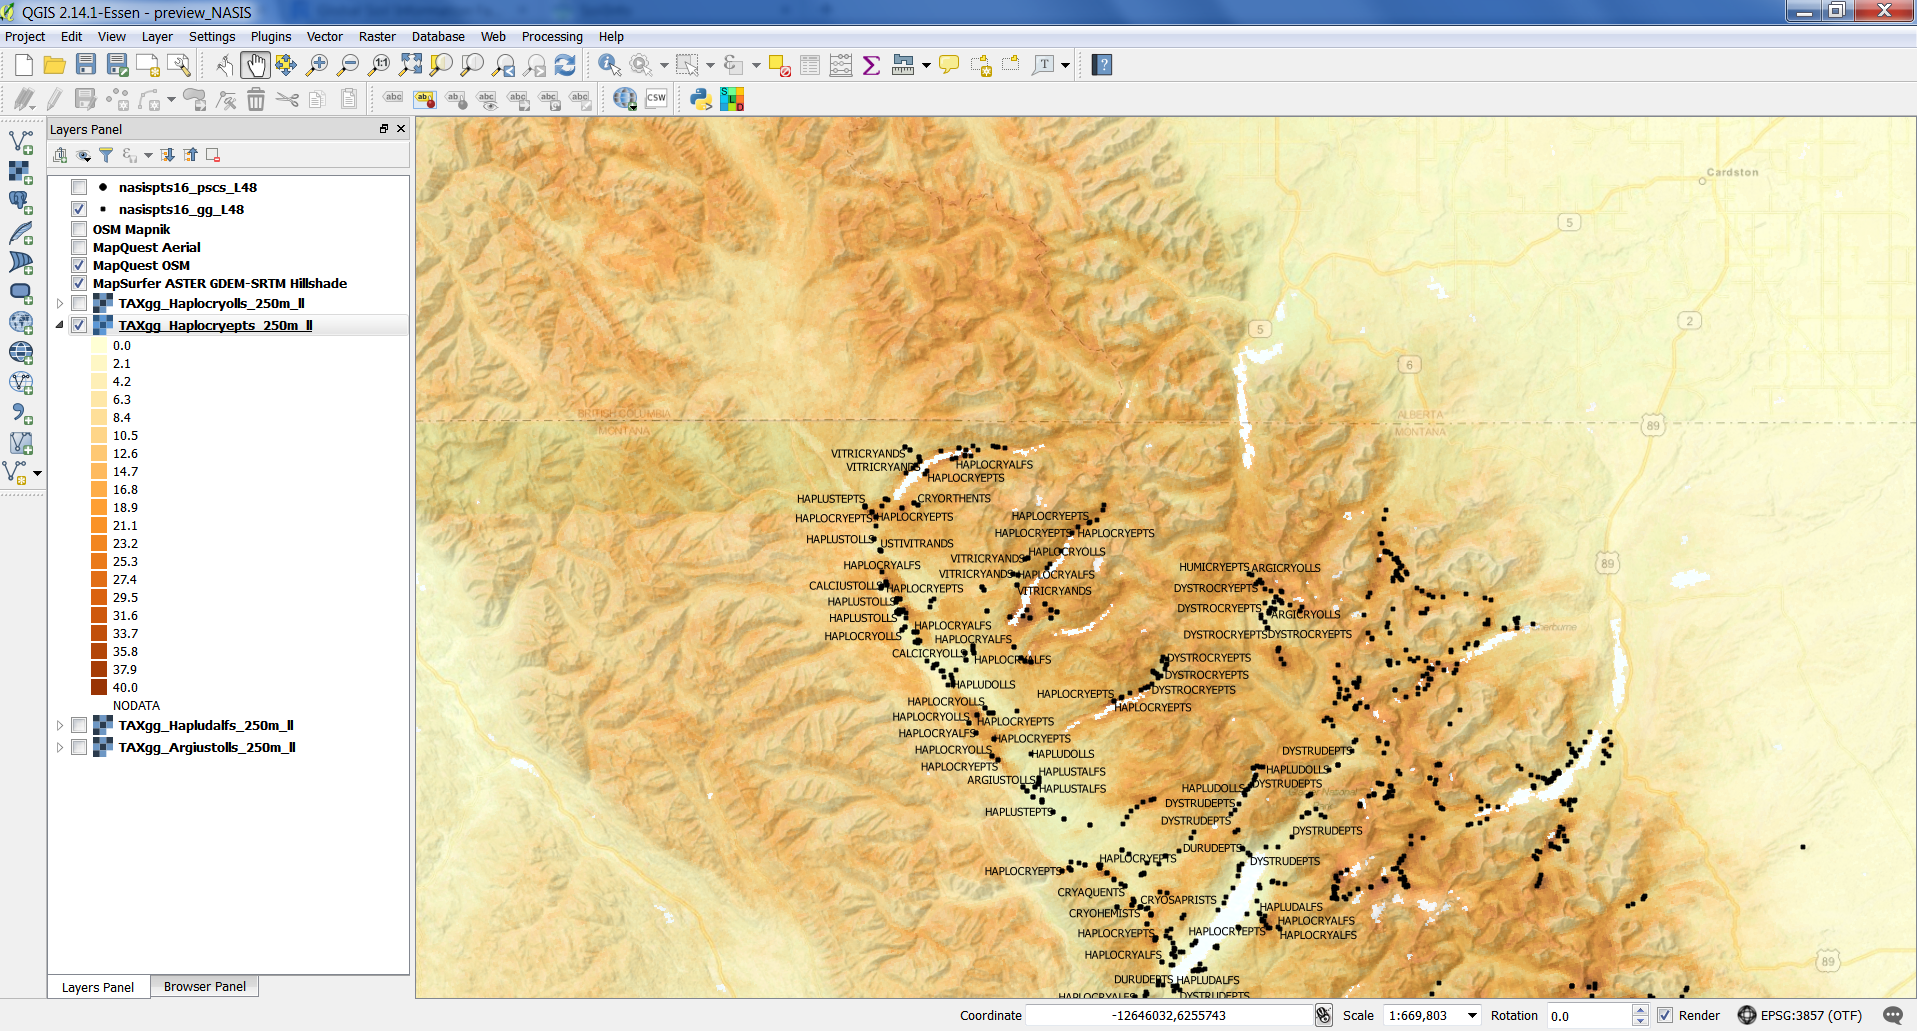 QGIS 2.14.1-Essen - preview_NASIS
Project Edit View Layer Settings Plugins Vector Raster Database Web Processing Help
Layers Panel
nasispts16_pscs_L48
nasispts16_gg_L48
OSM Mapnik
MapQuest Aerial
MapQuest OSM
MapSurfer ASTER GDEM-SRTM Hillshade
TAXgg_Haplocryolls_250m_ll
TAXgg_Haplocryepts_250m_ll
0.0
2.1
4.2
6.3
8.4
10.5
12.6
14.7
16.8
18.9
21.1
23.2
25.3
27.4
29.5
31.6
33.7
35.8
37.9
40.0
NODATA
TAXgg_Hapludalfs_250m_ll
TAXgg_Argiustolls_250m_ll
Layers Panel
Browser Panel
Cardston
5
2
5
6
BRITISH COLUMBIA
MONTANA
ALBERTA
MONTANA
89
89
VITRICRYANDS
VITRICRYANDS
HAPLOCRYALFS
HAPLOCRYEPTS
HAPLUSTEPTS
CRYORTHENTS
HAPLOCRYEPTS
HAPLOCRYEPTS
HAPLOCRYEPTS
HAPLOCRYEPTS
HAPLOCRYEPTS
HAPLUSTOLLS
USTIVITRANDS
HAPLOCRYOLLS
VITRICRYANDS
HAPLOCRYALFS
HUMICRYEPTS
ARGICRYOLLS
VITRICRYANDS
HAPLOCRYALFS
CALCIUSTOLLS
HAPLOCRYEPTS
VITRICRYANDS
DYSTROCRYEPTS
HAPLUSTOLLS
DYSTROCRYEPTS
ARGICRYOLLS
HAPLUSTOLLS
HAPLOCRYALFS
HAPLOCRYOLLS
HAPLOCRYALFS
DYSTROCRYEPTS
DYSTROCRYEPTS
CALCICRYOLLS
HAPLOCRYALFS
DYSTROCRYEPTS
DYSTROCRYEPTS
HAPLUDOLLS
HAPLOCRYEPTS
DYSTROCRYEPTS
HAPLOCRYOLLS
HAPLOCRYEPTS
HAPLOCRYOLLS
HAPLOCRYEPTS
HAPLOCRYALFS
HAPLOCRYEPTS
HAPLOCRYOLLS
HAPLUDOLLS
DYSTRUDEPTS
HAPLOCRYEPTS
HAPLUSTALFS
HAPLUDOLLS
ARGIUSTOLLS
HAPLUSTALFS
HAPLUDOLLS
DYSTRUDEPTS
DYSTRUDEPTS
HAPLUSTEPTS
DYSTRUDEPTS
DYSTRUDEPTS
DURUDEPTS
HAPLOCRYEPTS
DYSTRUDEPTS
HAPLOCRYEPTS
CRYAQUENTS
CRYOSAPRISTS
HAPLUDALFS
CRYOHEMISTS
HAPLOCRYALFS
HAPLOCRYEPTS
HAPLOCRYEPTS
HAPLOCRYALFS
HAPLOCRYALFS
89
DURUDEPTS
HAPLUDALFS
HAPLOCRYALFS
DYSTRUDEPTS
Coordinate -12646032,6255743 Scale 1:669,803 Rotation 0.0 Render EPSG:3857 (OTF)